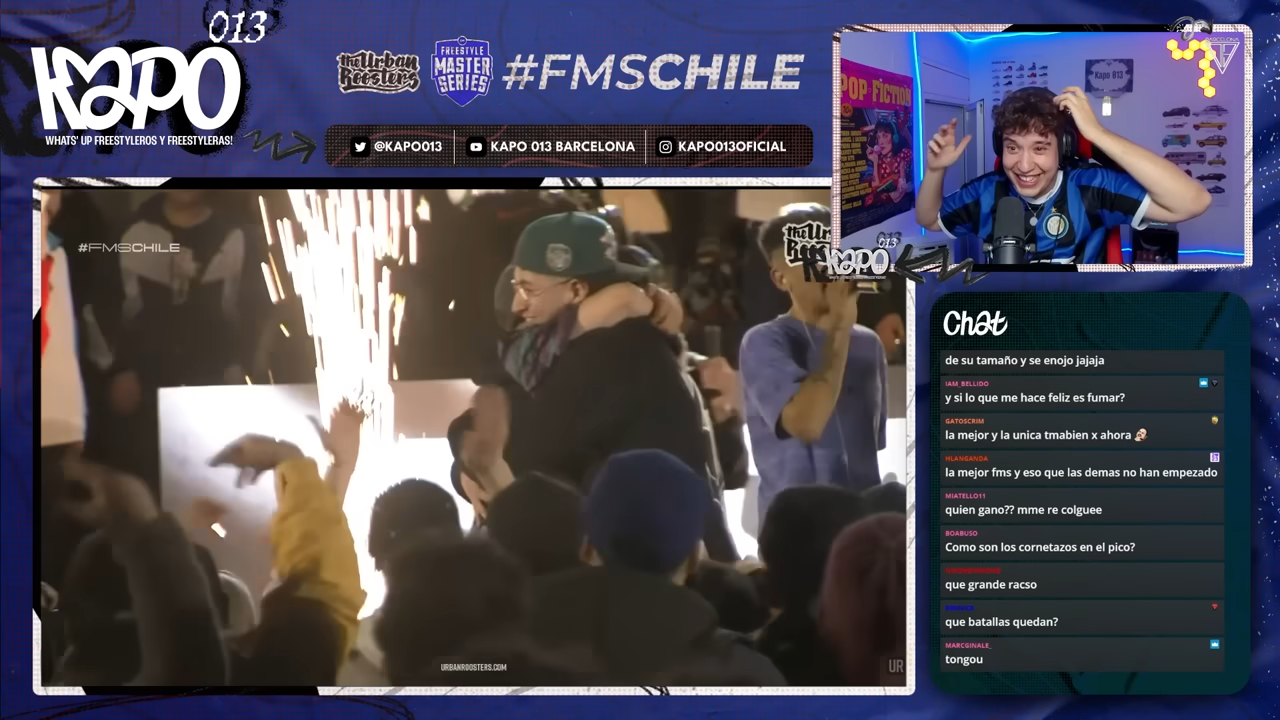 013
KAPO
WHATS' UP FREESTYLEROS Y FREESTYLERAS!
the Urban Roosters
FREESTYLE
MASTER
SERIES
#FMSCHILE
@KAPO013
KAPO 013 BARCELONA
KAPO013OFICIAL
POP FICTION
Kapo 013
BARCELONA
#FMSCHILE
013
KAPO
URBANROOSTERS.COM
UR
Chat
de su tamaño y se enojo jajaja
IAM_BELLIDO
y si lo que me hace feliz es fumar?
GATOSCRIM
la mejor y la unica tmabien x ahora
HLANGANDA
la mejor fms y eso que las demas no han empezado
MIATELLO11
quien gano?? mme re colguee
BOABUSO
Como son los cornetazos en el pico?
que grande racso
que batallas quedan?
MARCGINALE_
tongou